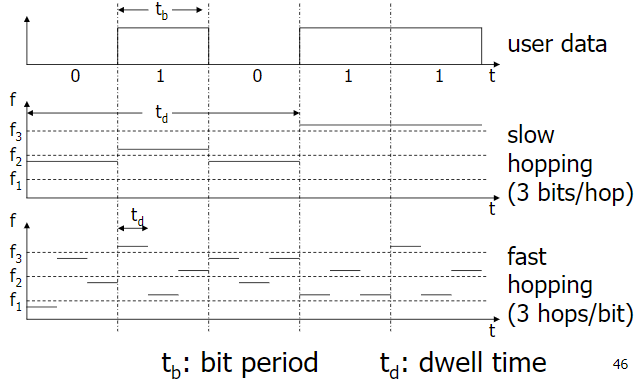 t_b
user data
0 1 0 1 1 t
f
t_d
f_3
f_2
f_1
slow
hopping
(3 bits/hop)
t
f
t_d
f_3
f_2
f_1
fast
hopping
(3 hops/bit)
t
t_b: bit period t_d: dwell time
46